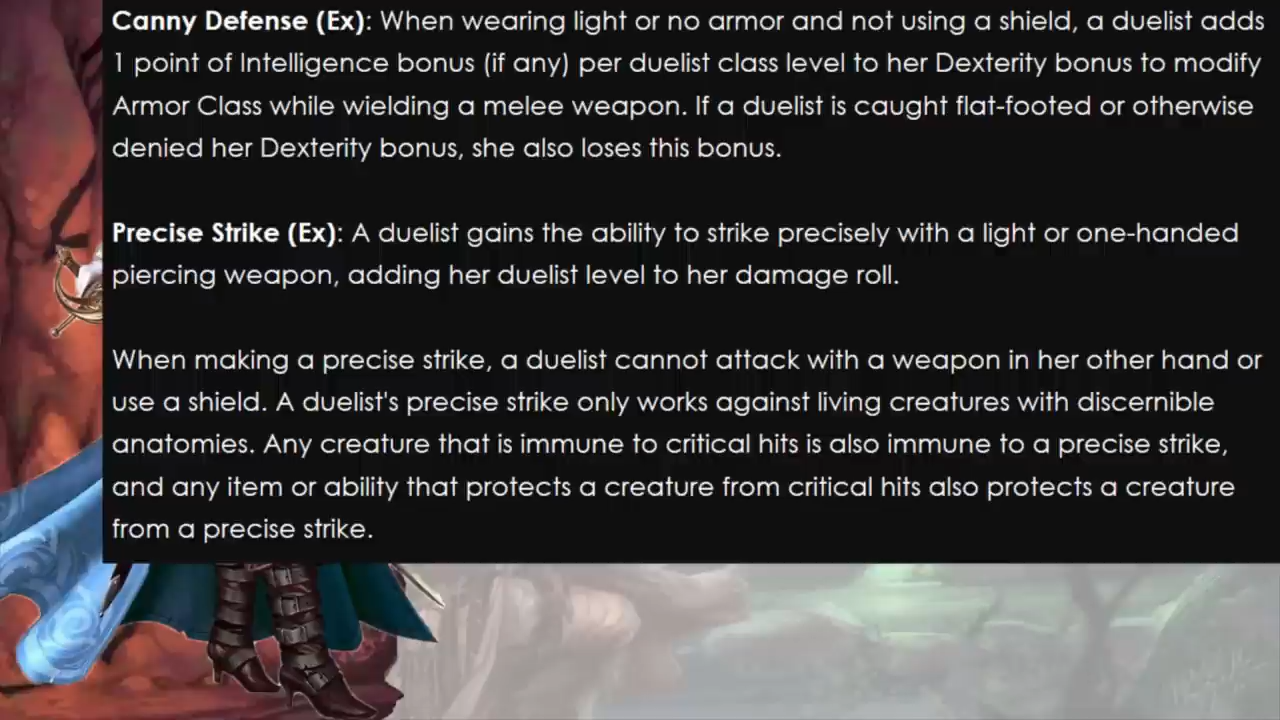 Canny Defense (Ex): When wearing light or no armor and not using a shield, a duelist adds
1 point of Intelligence bonus (if any) per duelist class level to her Dexterity bonus to modify
Armor Class while wielding a melee weapon. If a duelist is caught flat-footed or otherwise
denied her Dexterity bonus, she also loses this bonus.
Precise Strike (Ex): A duelist gains the ability to strike precisely with a light or one-handed
piercing weapon, adding her duelist level to her damage roll.
When making a precise strike, a duelist cannot attack with a weapon in her other hand or
use a shield. A duelist's precise strike only works against living creatures with discernible
anatomies. Any creature that is immune to critical hits is also immune to a precise strike,
and any item or ability that protects a creature from critical hits also protects a creature
from a precise strike.